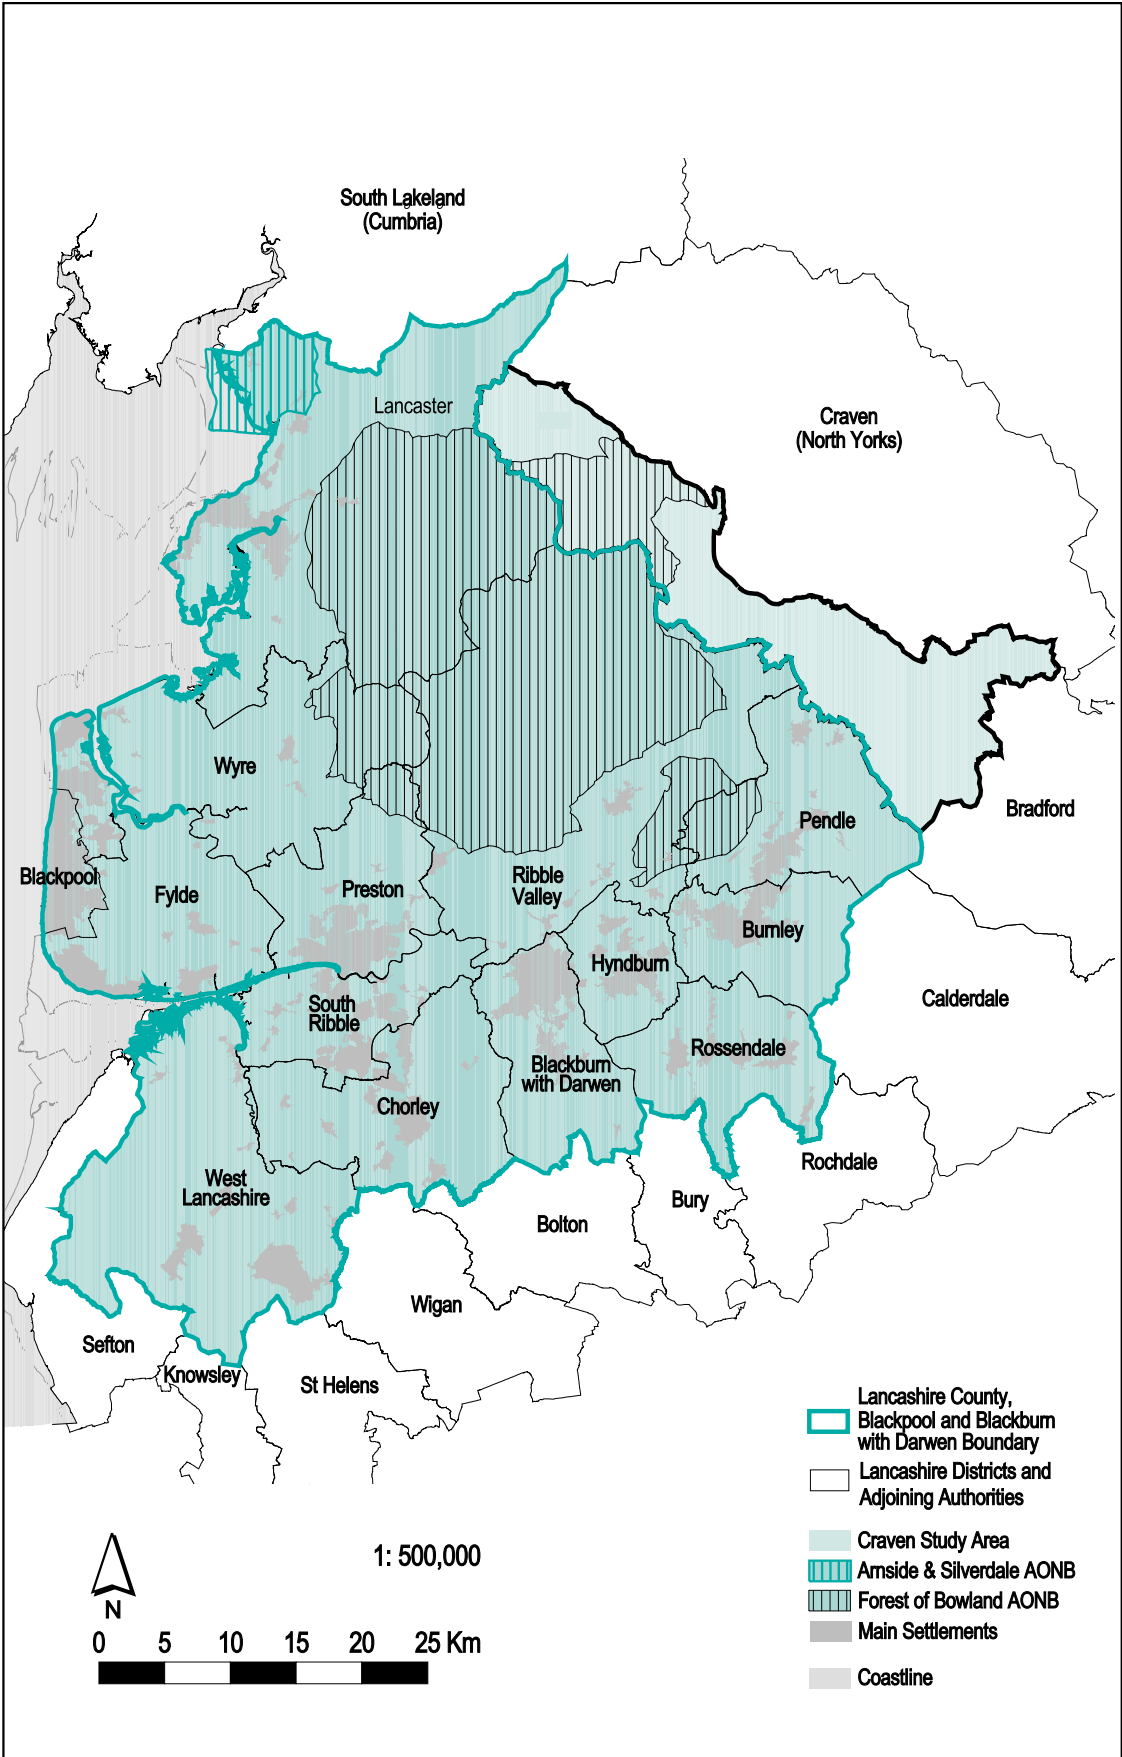 South Lakeland
(Cumbria)
Lancaster
Craven
(North Yorks)
Wyre
Bradford
Pendle
Blackpool
Fylde
Preston
Ribble
Valley
Burnley
Hyndburn
Calderdale
South
Ribble
Rossendale
Blackburn
with Darwen
Chorley
Rochdale
West
Lancashire
Bury
Bolton
Wigan
Sefton
Knowsley
St Helens
Lancashire County,
Blackpool and Blackburn
with Darwen Boundary
Lancashire Districts and
Adjoining Authorities
Craven Study Area
Arnside & Silverdale AONB
Forest of Bowland AONB
Main Settlements
Coastline
1: 500,000
N
0 5 10 15 20 25 Km